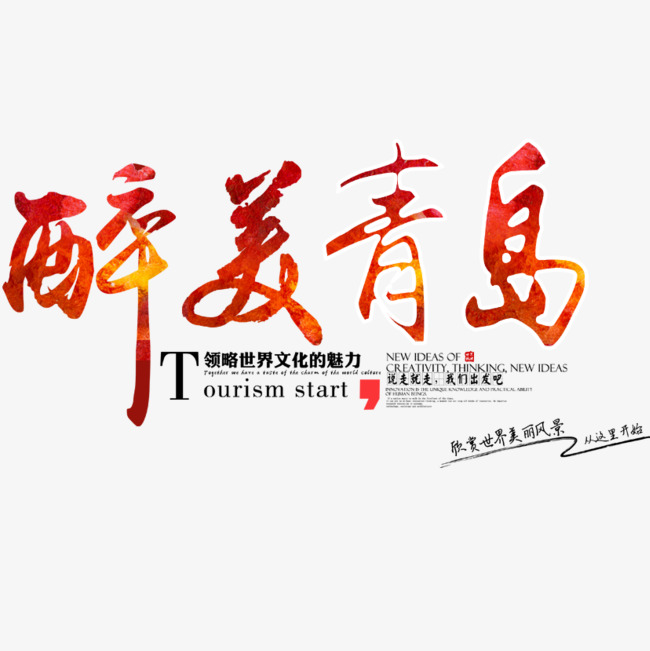 醉美青岛
领略世界文化的魅力
Together we have a taste of the charm of the world culture
Tourism start ,
NEW IDEAS OF
CREATIVITY, THINKING, NEW IDEAS
说走就走，我们出发吧
INNOVATION IS THE UNIQUE KNOWLEDGE AND PRACTICAL ABILITY
OF HUMAN BEINGS
欣赏世界美丽风景
从这里开始